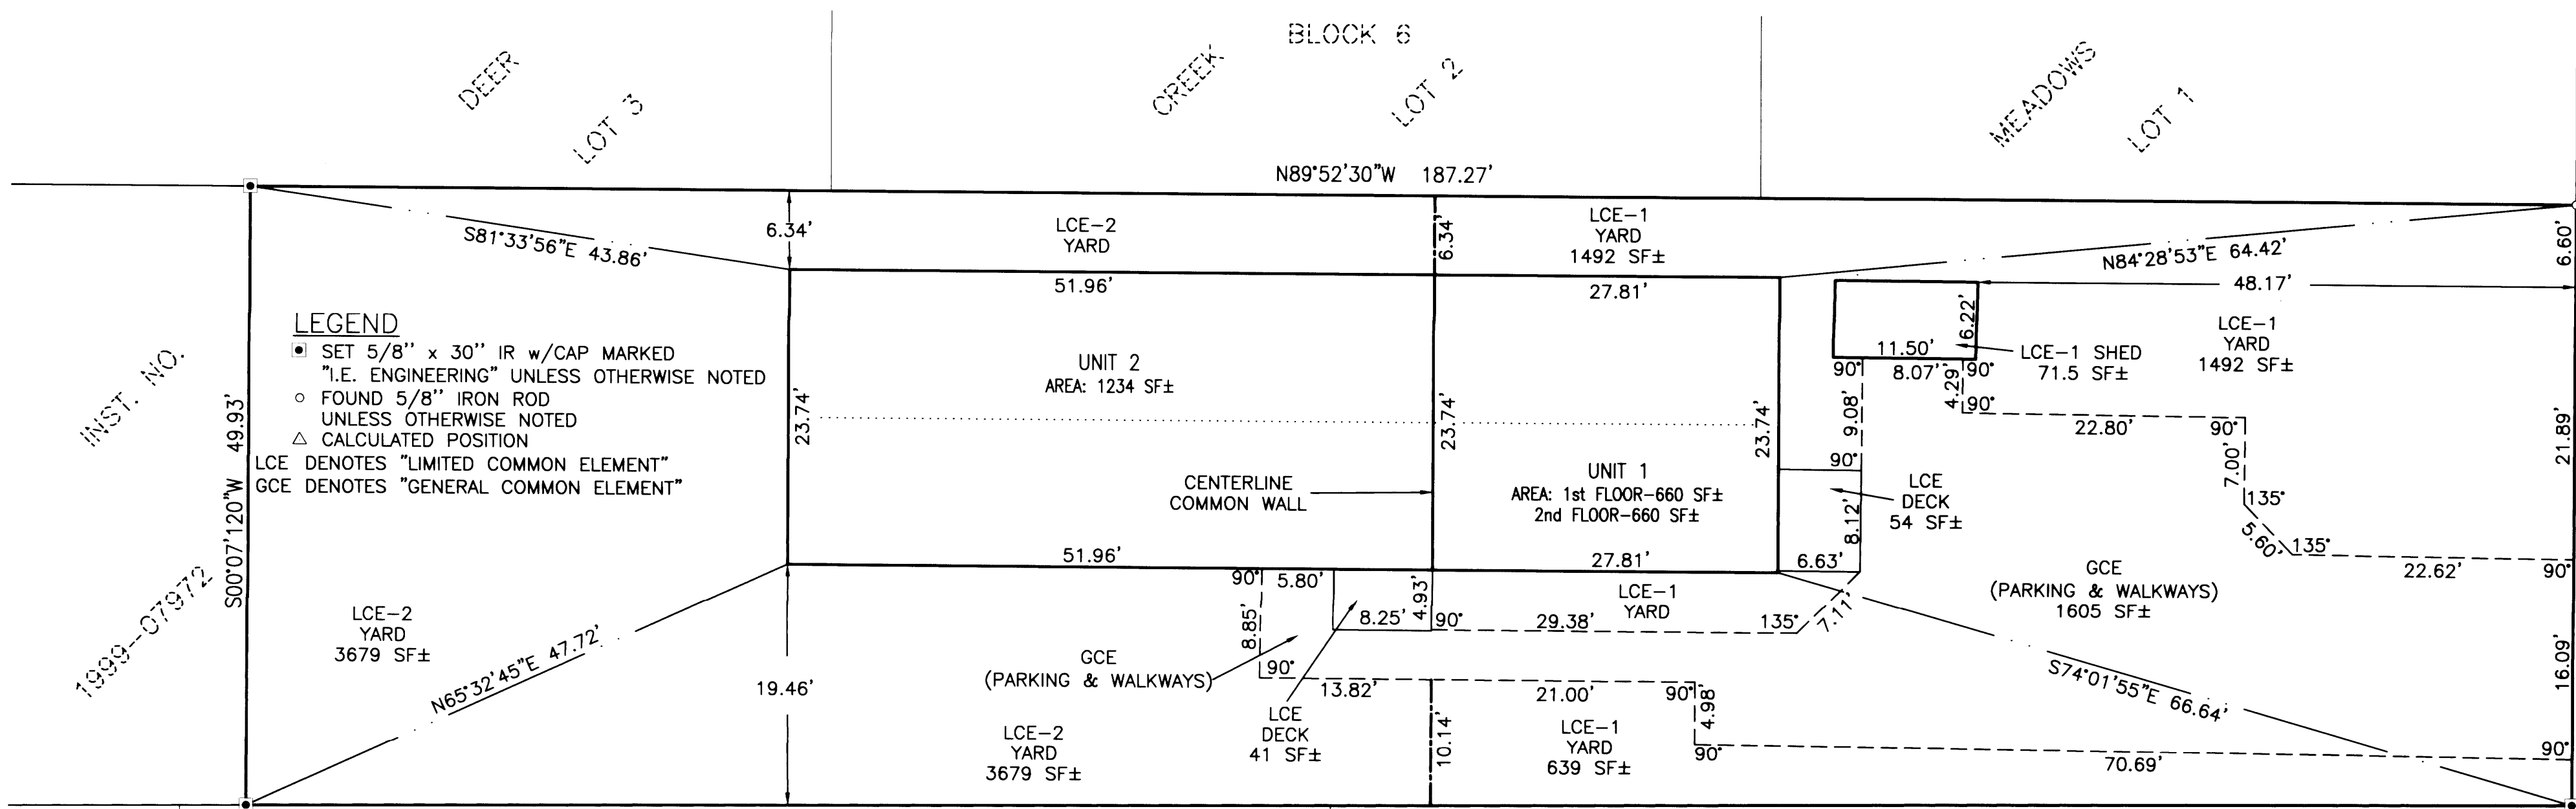 BLOCK 6
DEER
CREEK
MEADOWS
LOT 3
LOT 2
LOT 1
N89°52'30"W 187.27'
S81°33'56"E 43.86'
6.34'
LCE-2
YARD
6.34'
LCE-1
YARD
1492 SF±
N84°28'53"E 64.42'
6.60'
51.96'
27.81'
48.17'
LEGEND
SET 5/8'' x 30'' IR w/CAP MARKED
"I.E. ENGINEERING" UNLESS OTHERWISE NOTED
FOUND 5/8'' IRON ROD
UNLESS OTHERWISE NOTED
CALCULATED POSITION
LCE DENOTES "LIMITED COMMON ELEMENT"
GCE DENOTES "GENERAL COMMON ELEMENT"
INST. NO.
1999-07972
S00°07'120"W 49.93'
UNIT 2
AREA: 1234 SF±
23.74'
23.74'
23.74'
CENTERLINE
COMMON WALL
UNIT 1
AREA: 1st FLOOR-660 SF±
2nd FLOOR-660 SF±
6.22'
11.50'
LCE-1 SHED
71.5 SF±
LCE-1
YARD
1492 SF±
90°
8.07'
90°
4.29'
90°
9.08'
22.80'
90°
7.00'
21.89'
90°
LCE
DECK
54 SF±
8.12'
135°
5.60'
135°
22.62'
90°
51.96'
27.81'
6.63'
90°
5.80'
4.93'
8.85'
8.25'
90°
29.38'
LCE-1
YARD
135°
7.11'
GCE
(PARKING & WALKWAYS)
1605 SF±
LCE-2
YARD
3679 SF±
N65°32'45"E 47.72'
19.46'
GCE
(PARKING & WALKWAYS)
90°
13.82'
21.00'
90°
4.98'
S74°01'55"E 66.64'
16.09'
LCE-2
YARD
3679 SF±
LCE
DECK
41 SF±
10.14'
LCE-1
YARD
639 SF±
90°
70.69'
90°